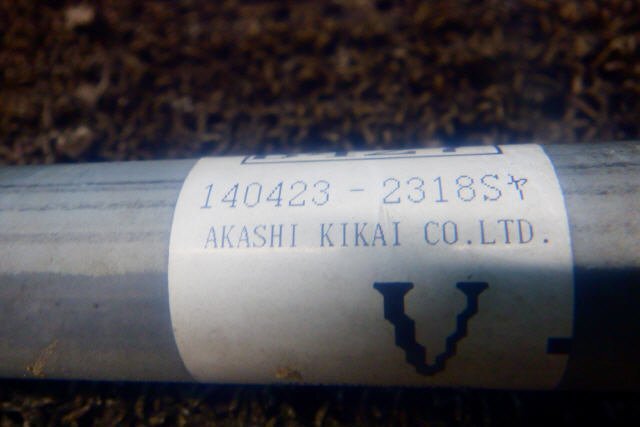 140423-2318Sヤ
AKASHI KIKAI CO.LTD.
V